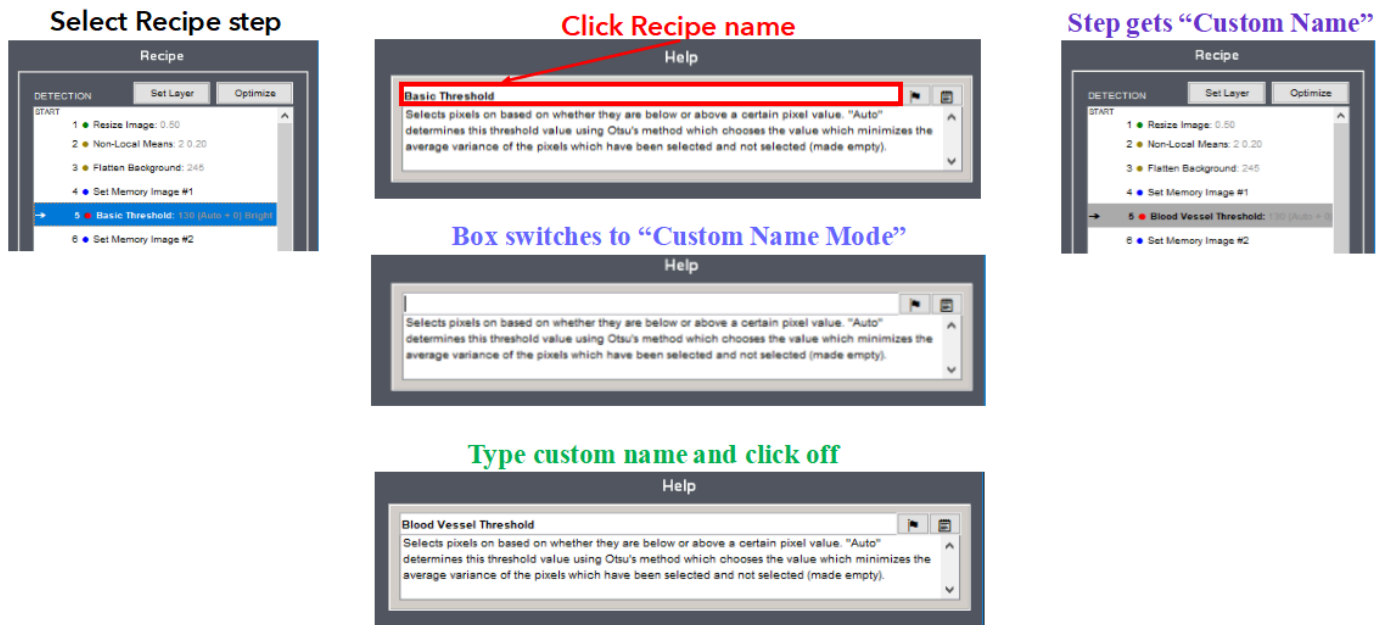 Select Recipe step
Recipe
DETECTION Set Layer Optimize
START
1 Resize Image: 0.50
2 Non-Local Means: 2 0.20
3 Flatten Background: 245
4 Set Memory Image #1
5 Basic Threshold: 130 (Auto + 0) Bright
6 Set Memory Image #2
Click Recipe name
Help
Basic Threshold
Selects pixels on based on whether they are below or above a certain pixel value. "Auto"
determines this threshold value using Otsu's method which chooses the value which minimizes the
average variance of the pixels which have been selected and not selected (made empty).
Box switches to “Custom Name Mode”
Help
Selects pixels on based on whether they are below or above a certain pixel value. "Auto"
determines this threshold value using Otsu's method which chooses the value which minimizes the
average variance of the pixels which have been selected and not selected (made empty).
Type custom name and click off
Help
Blood Vessel Threshold
Selects pixels on based on whether they are below or above a certain pixel value. "Auto"
determines this threshold value using Otsu's method which chooses the value which minimizes the
average variance of the pixels which have been selected and not selected (made empty).
Step gets “Custom Name”
Recipe
DETECTION Set Layer Optimize
START
1 Resize Image: 0.50
2 Non-Local Means: 2 0.20
3 Flatten Background: 245
4 Set Memory Image #1
5 Blood Vessel Threshold: 130 (Auto + 0)
6 Set Memory Image #2